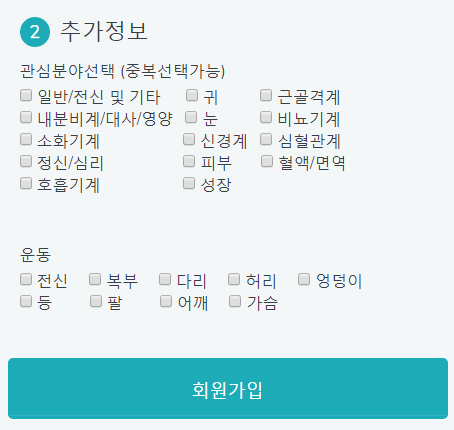 2 추가정보
관심분야선택 (중복선택가능)
일반/전신 및 기타 귀 근골격계
내분비계/대사/영양 눈 비뇨기계
소화기계 신경계 심혈관계
정신/심리 피부 혈액/면역
호흡기계 성장
운동
전신 복부 다리 허리 엉덩이
등 팔 어깨 가슴
회원가입